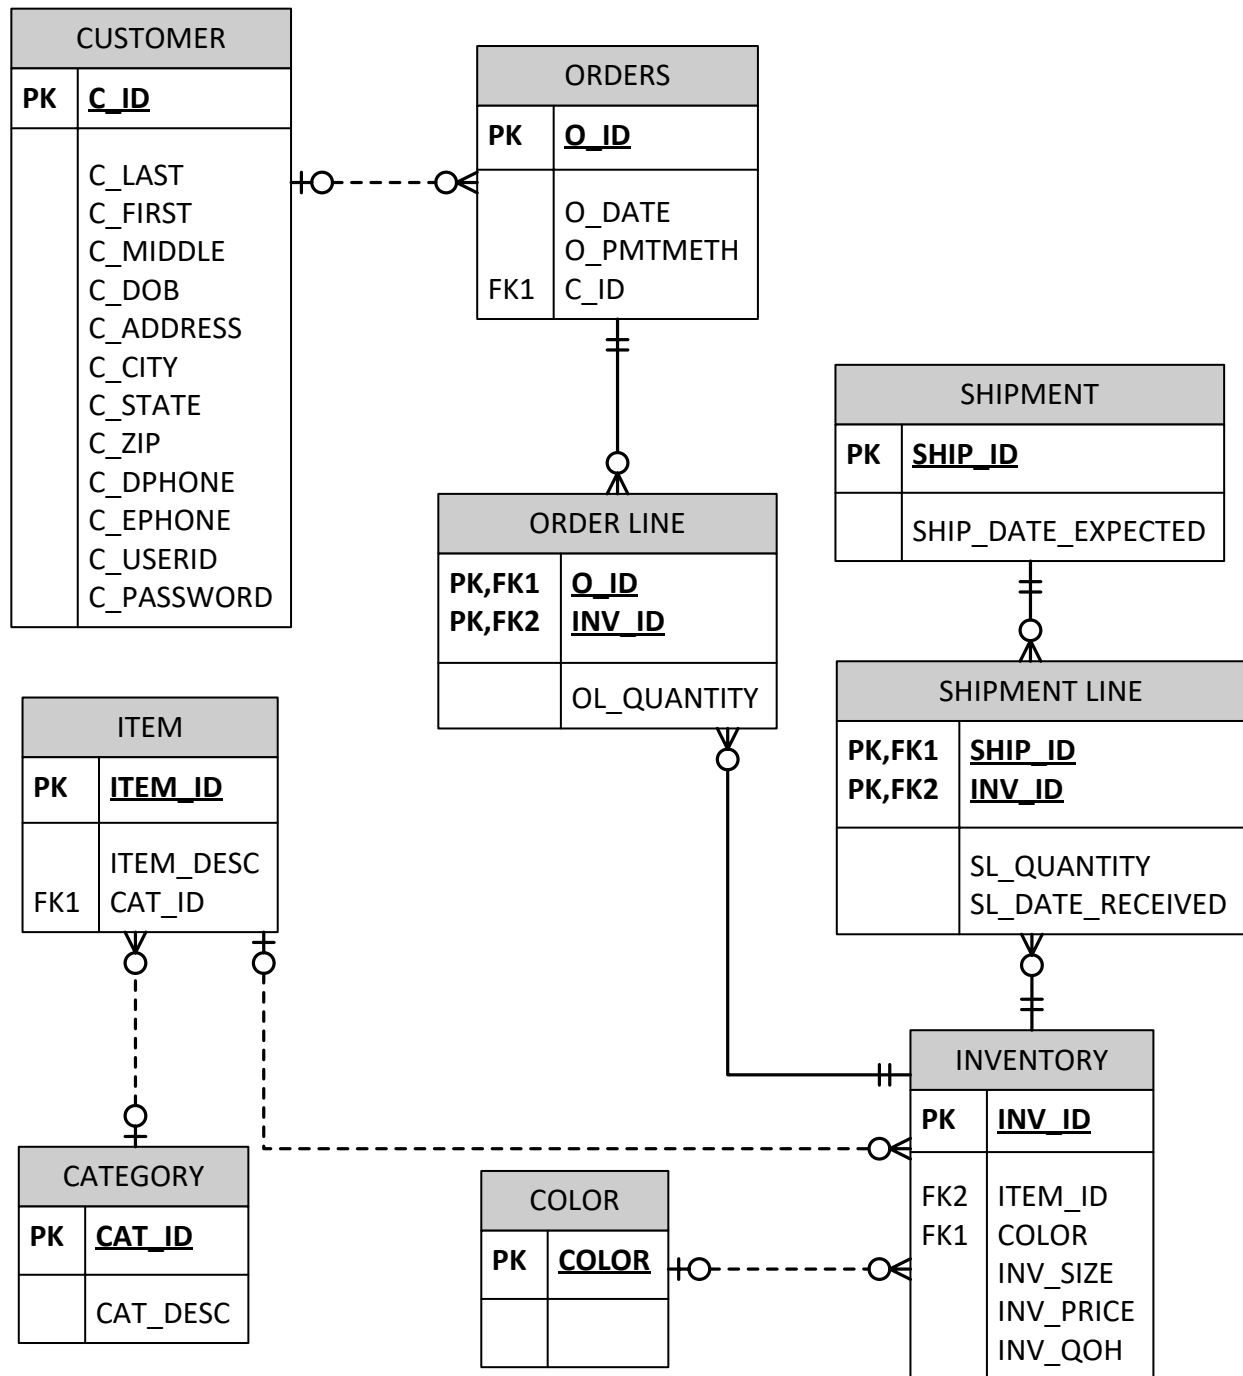 CUSTOMER
PK C_ID
C_LAST
C_FIRST
C_MIDDLE
C_DOB
C_ADDRESS
C_CITY
C_STATE
C_ZIP
C_DPHONE
C_EPHONE
C_USERID
C_PASSWORD
ORDERS
PK O_ID
O_DATE
O_PMTMETH
FK1 C_ID
ORDER LINE
PK,FK1 O_ID
PK,FK2 INV_ID
OL_QUANTITY
SHIPMENT
PK SHIP_ID
SHIP_DATE_EXPECTED
SHIPMENT LINE
PK,FK1 SHIP_ID
PK,FK2 INV_ID
SL_QUANTITY
SL_DATE_RECEIVED
ITEM
PK ITEM_ID
ITEM_DESC
FK1 CAT_ID
CATEGORY
PK CAT_ID
CAT_DESC
COLOR
PK COLOR
INVENTORY
PK INV_ID
FK2 ITEM_ID
FK1 COLOR
INV_SIZE
INV_PRICE
INV_QOH